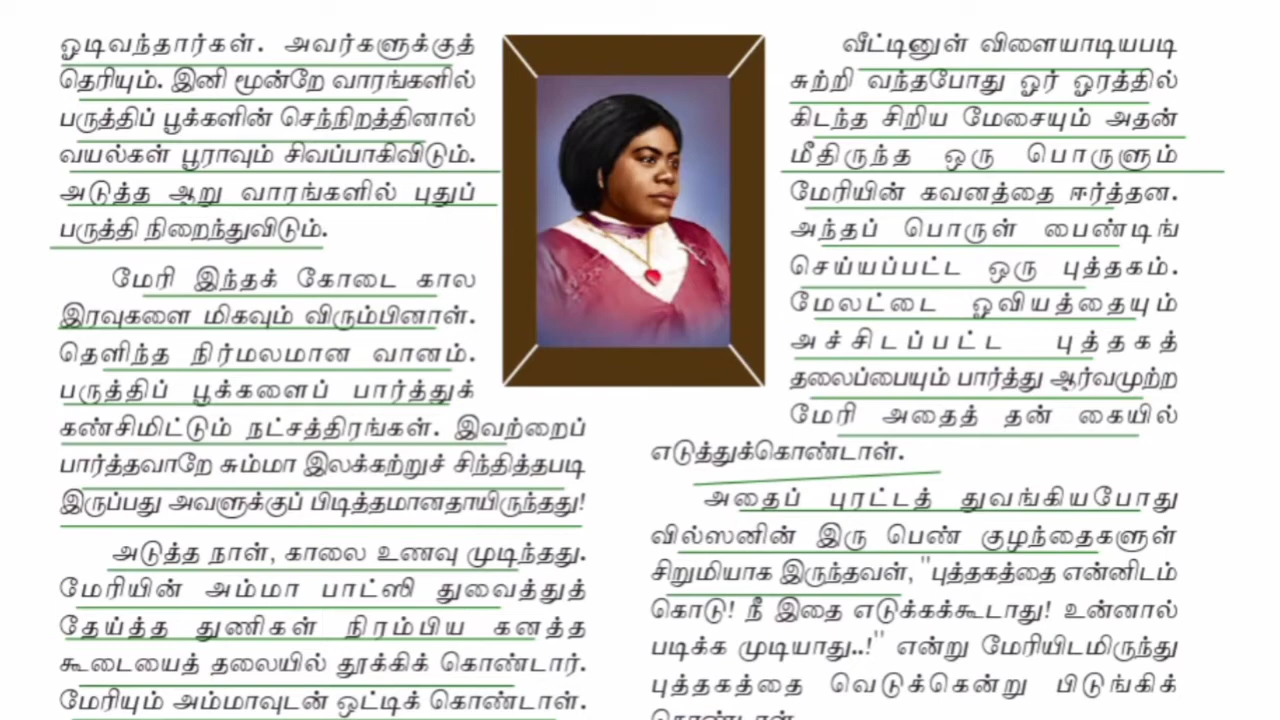 ஓடிவந்தார்கள். அவர்களுக்குத்
தெரியும். இனி மூன்றே வாரங்களில்
பருத்திப் பூக்களின் செந்நிறத்தினால்
வயல்கள் பூராவும் சிவப்பாகிவிடும்.
அடுத்த ஆறு வாரங்களில் புதுப்
பருத்தி நிறைந்துவிடும்.
மேரி இந்தக் கோடை கால
இரவுகளை மிகவும் விரும்பினாள்.
தெளிந்த நிர்மலமான வானம்.
பருத்திப் பூக்களைப் பார்த்துக்
கண்சிமிட்டும் நட்சத்திரங்கள். இவற்றைப்
பார்த்தவாறே சும்மா இலக்கற்றுச் சிந்தித்தபடி
இருப்பது அவளுக்குப் பிடித்தமானதாயிருந்தது!
அடுத்த நாள், காலை உணவு முடிந்தது.
மேரியின் அம்மா பாட்ஸி துவைத்துத்
தேய்த்த துணிகள் நிரம்பிய கனத்த
கூடையைத் தலையில் தூக்கிக் கொண்டார்.
மேரியும் அம்மாவுடன் ஒட்டிக் கொண்டாள்.
வீட்டினுள் விளையாடியபடி
சுற்றி வந்தபோது ஓர் ஓரத்தில்
கிடந்த சிறிய மேசையும் அதன்
மீதிருந்த ஒரு பொருளும்
மேரியின் கவனத்தை ஈர்த்தன.
அந்தப் பொருள் பைண்டிங்
செய்யப்பட்ட ஒரு புத்தகம்.
மேலட்டை ஓவியத்தையும்
அச்சிடப்பட்ட புத்தகத்
தலைப்பையும் பார்த்து ஆர்வமுற்ற
மேரி அதைத் தன் கையில்
எடுத்துக்கொண்டாள்.
அதைப் புரட்டத் துவங்கியபோது
வில்ஸனின் இரு பெண் குழந்தைகளுள்
சிறுமியாக இருந்தவள், "புத்தகத்தை என்னிடம்
கொடு! நீ இதை எடுக்கக்கூடாது! உன்னால்
படிக்க முடியாது..!" என்று மேரியிடமிருந்து
புத்தகத்தை வெடுக்கென்று பிடுங்கிக்